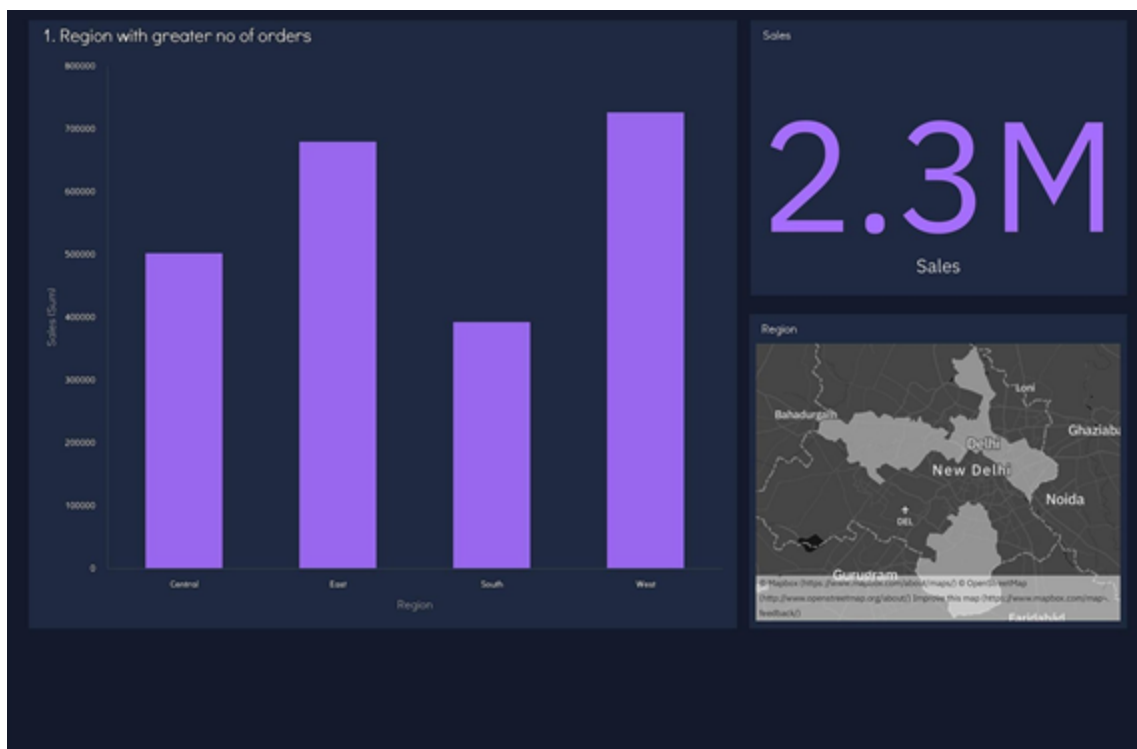 1. Region with greater no of orders
800000
700000
600000
500000
400000
300000
200000
100000
0
Sales (Sum)
Central
East
South
West
Region
Sales
2.3M
Sales
Region
Loni
Bahadurgarh
Ghaziaba
Delhi
New Delhi
Noida
DEL
Gurugram
© Mapbox (https://www.mapbox.com/about/maps/) © OpenStreetMap
(http://www.openstreetmap.org/about/) Improve this map (https://www.mapbox.com/map-
feedback/)
Faridabad